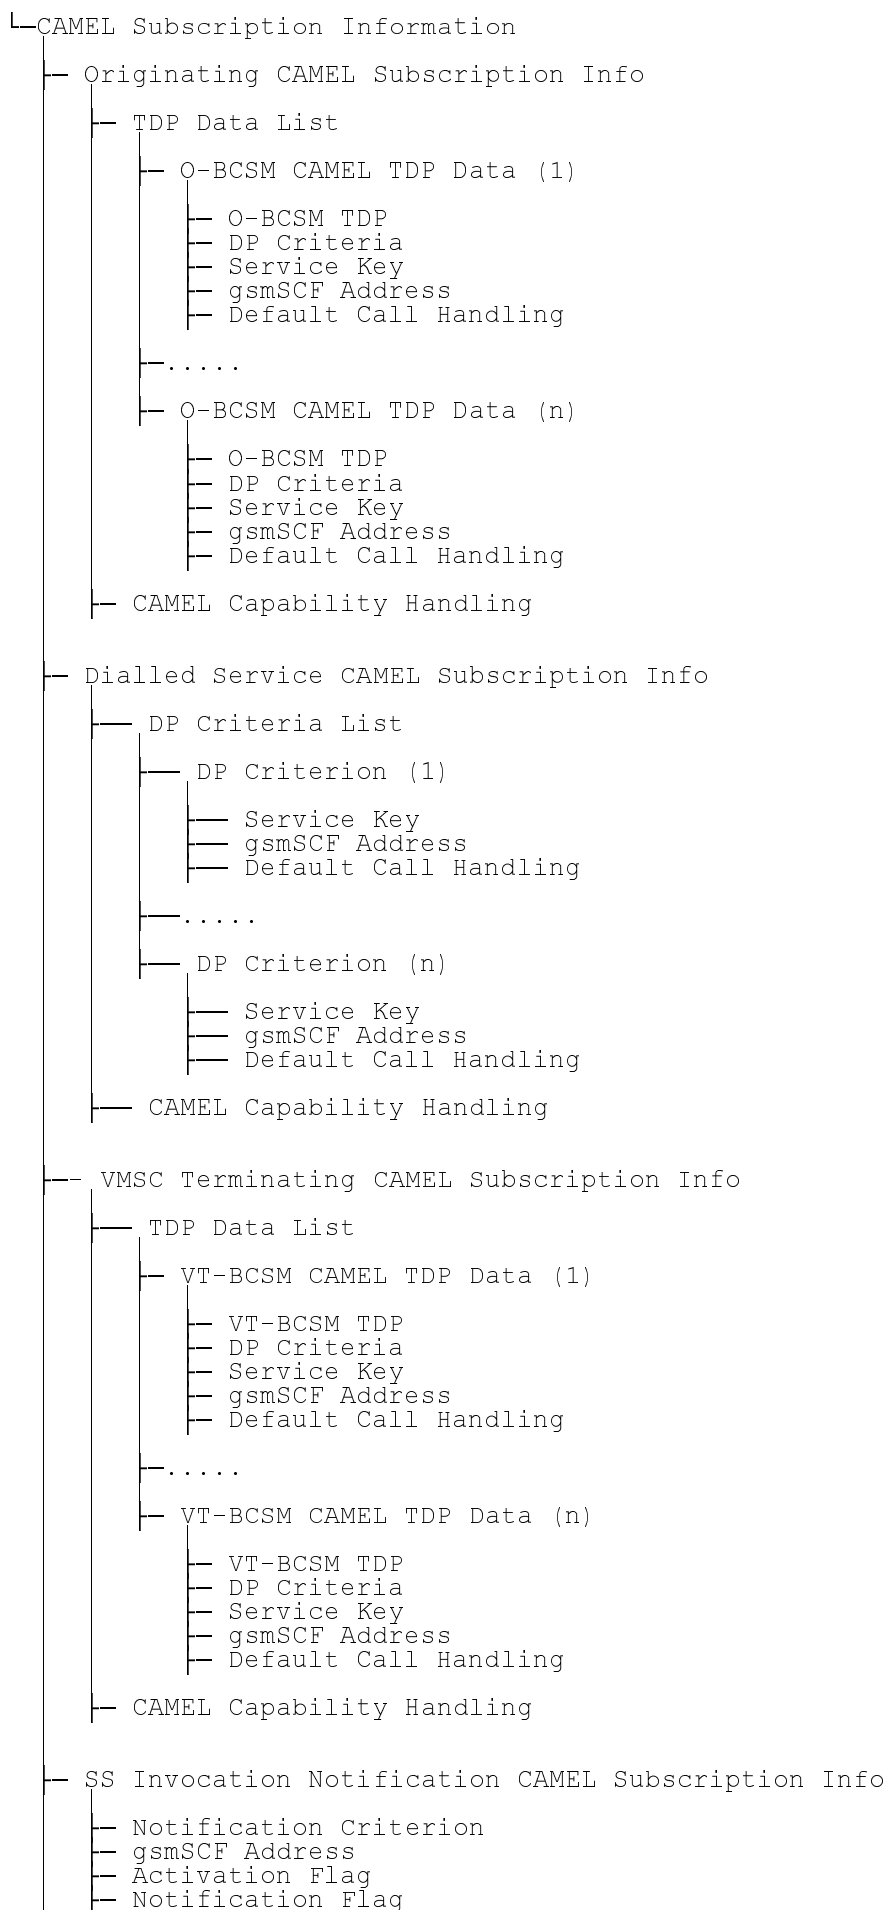 CAMEL Subscription Information
Originating CAMEL Subscription Info
TDP Data List
O-BCSM CAMEL TDP Data (1)
O-BCSM TDP
DP Criteria
Service Key
gsmSCF Address
Default Call Handling
.....
O-BCSM CAMEL TDP Data (n)
O-BCSM TDP
DP Criteria
Service Key
gsmSCF Address
Default Call Handling
CAMEL Capability Handling
Dialled Service CAMEL Subscription Info
DP Criteria List
DP Criterion (1)
Service Key
gsmSCF Address
Default Call Handling
.....
DP Criterion (n)
Service Key
gsmSCF Address
Default Call Handling
CAMEL Capability Handling
VMSC Terminating CAMEL Subscription Info
TDP Data List
VT-BCSM CAMEL TDP Data (1)
VT-BCSM TDP
DP Criteria
Service Key
gsmSCF Address
Default Call Handling
.....
VT-BCSM CAMEL TDP Data (n)
VT-BCSM TDP
DP Criteria
Service Key
gsmSCF Address
Default Call Handling
CAMEL Capability Handling
SS Invocation Notification CAMEL Subscription Info
Notification Criterion
gsmSCF Address
Activation Flag
Notification Flag